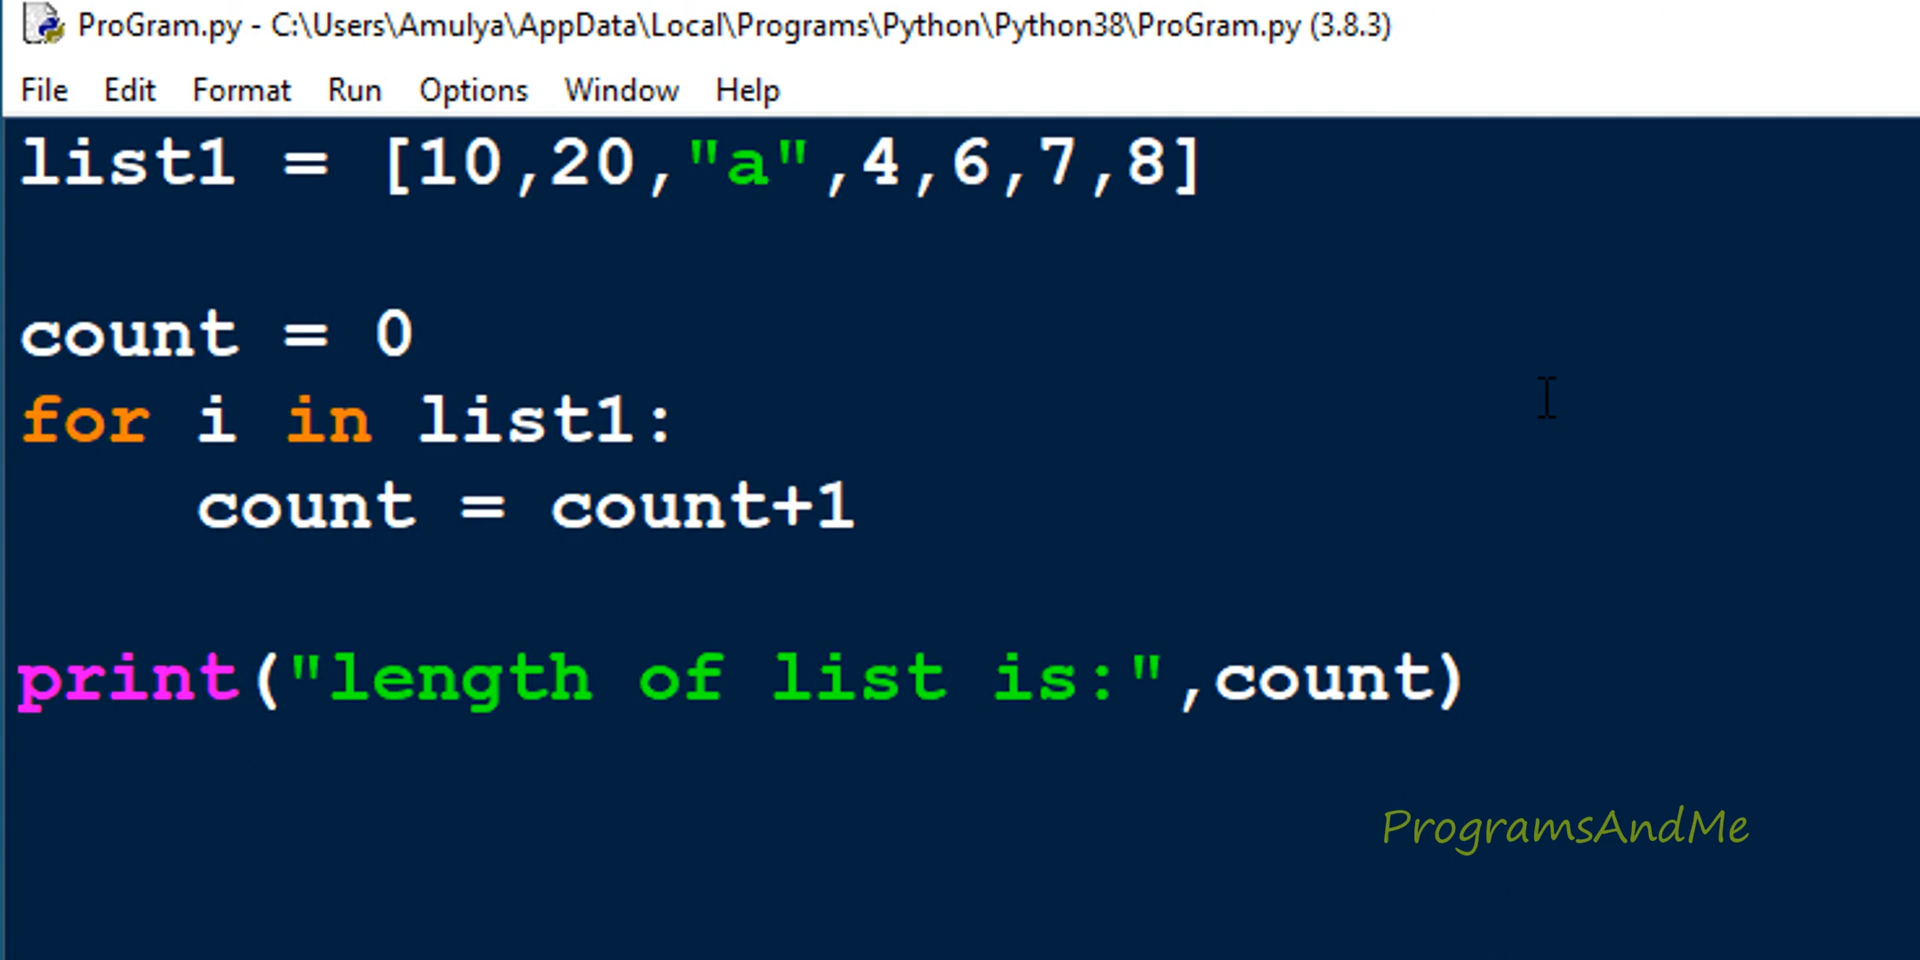 ProGram.py - C:\Users\Amulya\AppData\Local\Programs\Python\Python38\ProGram.py (3.8.3)
File Edit Format Run Options Window Help
list1 = [10,20,"a",4,6,7,8]
count = 0
for i in list1:
    count = count+1
print("length of list is:",count)
ProgramsAndMe